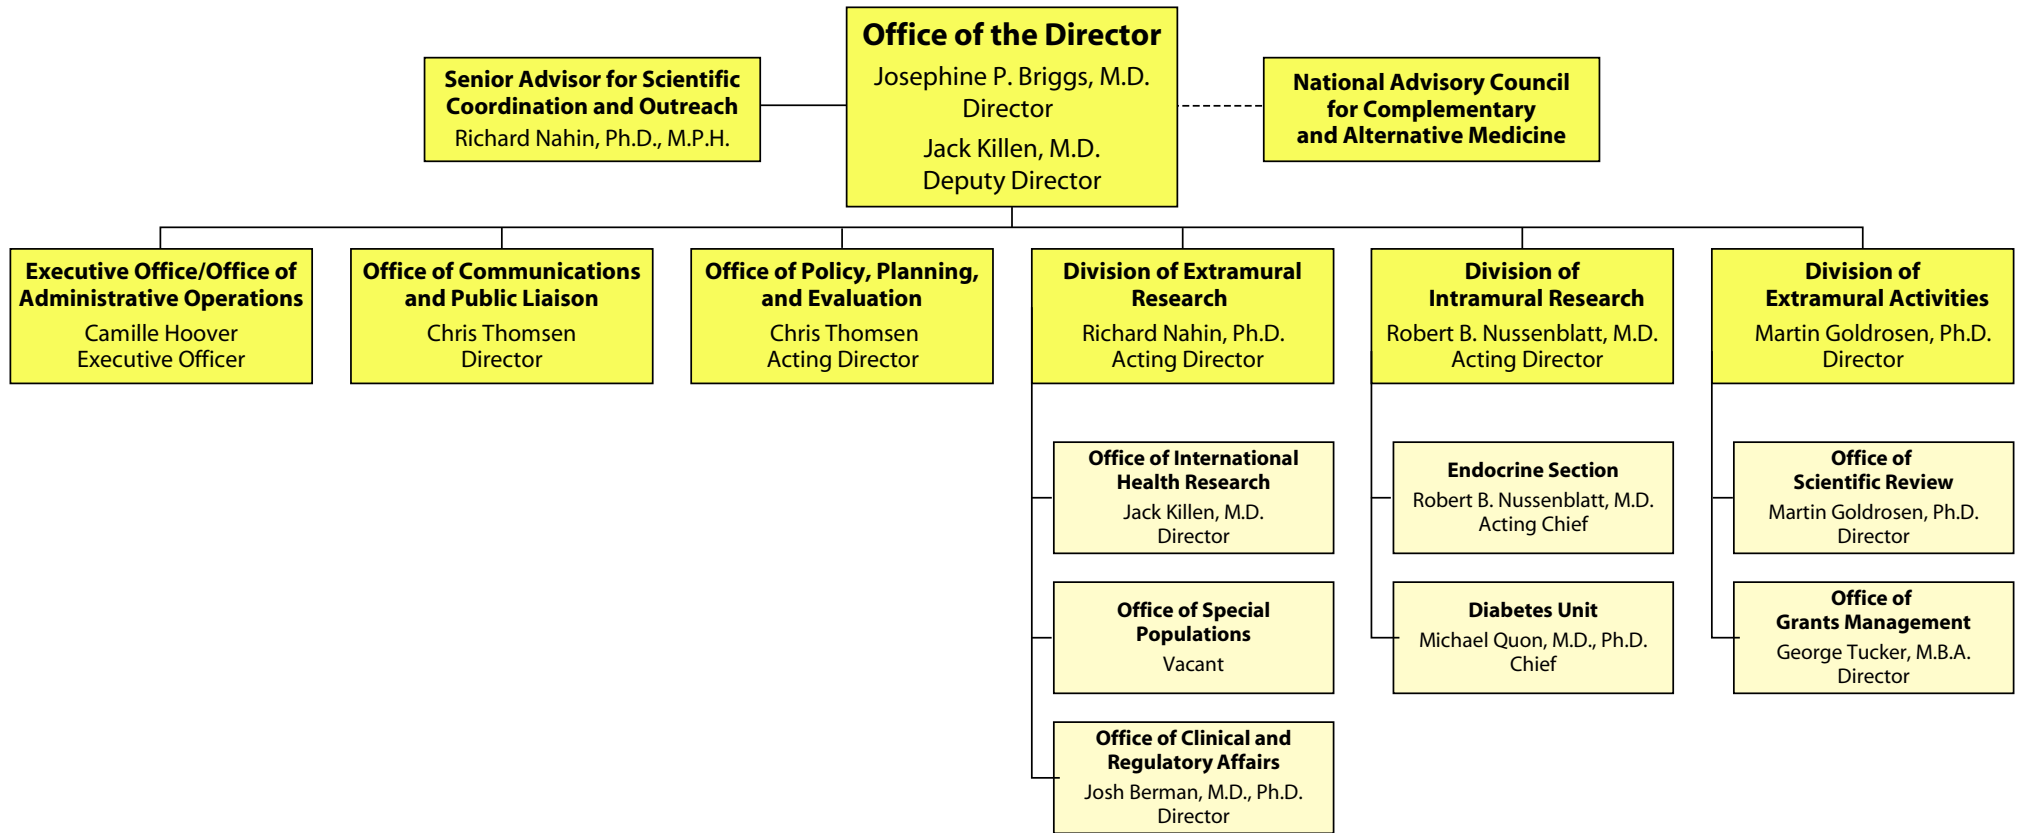 Office of the Director
Josephine P. Briggs, M.D.
Director
Jack Killen, M.D.
Deputy Director
Senior Advisor for Scientific
Coordination and Outreach
Richard Nahin, Ph.D., M.P.H.
National Advisory Council
for Complementary
and Alternative Medicine
Executive Office/Office of
Administrative Operations
Camille Hoover
Executive Officer
Office of Communications
and Public Liaison
Chris Thomsen
Director
Office of Policy, Planning,
and Evaluation
Chris Thomsen
Acting Director
Division of Extramural
Research
Richard Nahin, Ph.D.
Acting Director
Division of
Intramural Research
Robert B. Nussenblatt, M.D.
Acting Director
Division of
Extramural Activities
Martin Goldrosen, Ph.D.
Director
Office of International
Health Research
Jack Killen, M.D.
Director
Endocrine Section
Robert B. Nussenblatt, M.D.
Acting Chief
Office of
Scientific Review
Martin Goldrosen, Ph.D.
Director
Office of Special
Populations
Vacant
Diabetes Unit
Michael Quon, M.D., Ph.D.
Chief
Office of
Grants Management
George Tucker, M.B.A.
Director
Office of Clinical and
Regulatory Affairs
Josh Berman, M.D., Ph.D.
Director